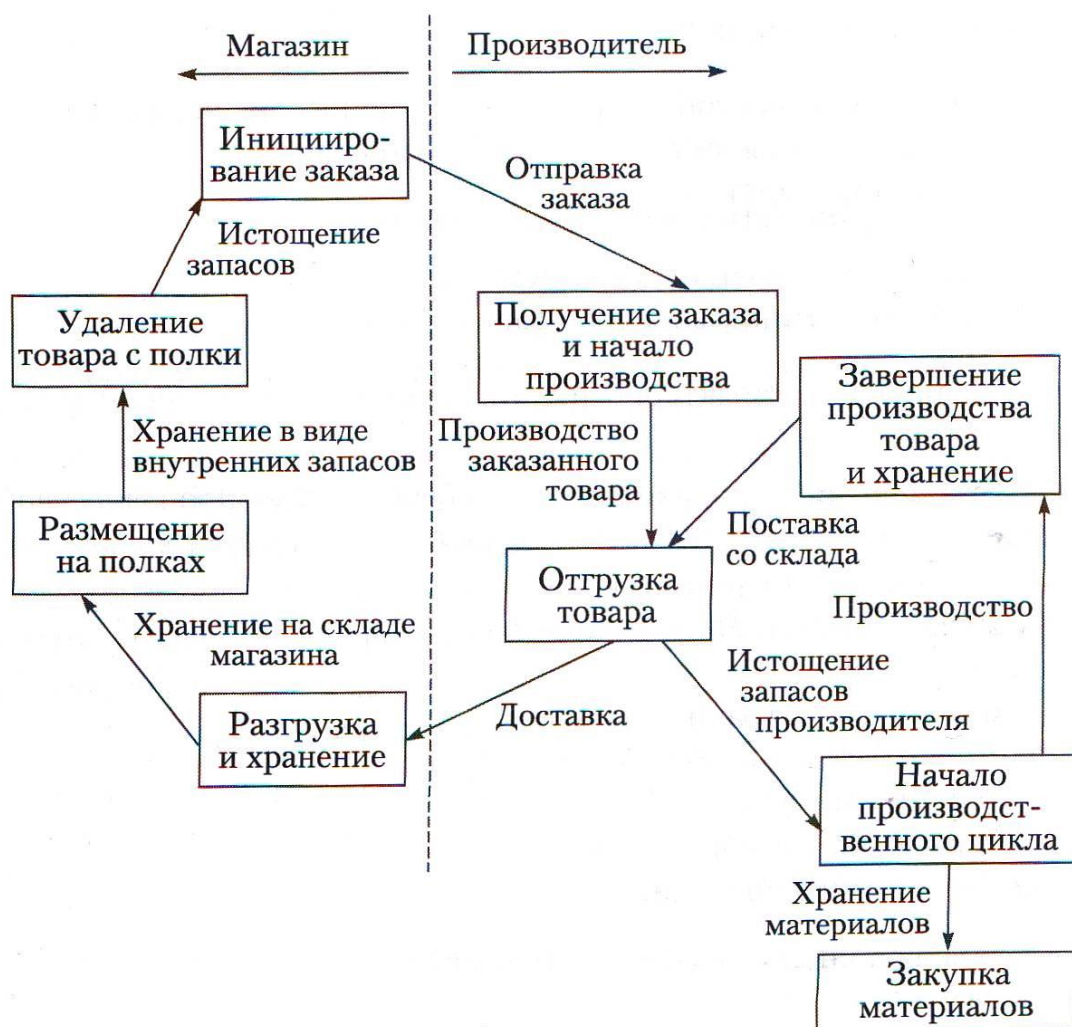 Магазин
Производитель
Иницииро-
вание заказа
Отправка
заказа
Истощение
запасов
Удаление
товара с полки
Получение заказа
и начало
производства
Завершение
производства
товара
и хранение
Хранение в виде
внутренних запасов
Производство
заказанного
товара
Размещение
на полках
Поставка
со склада
Отгрузка
товара
Производство
Хранение на складе
магазина
Истощение
запасов
производителя
Разгрузка
и хранение
Доставка
Начало
производст-
венного цикла
Хранение
материалов
Закупка
материалов